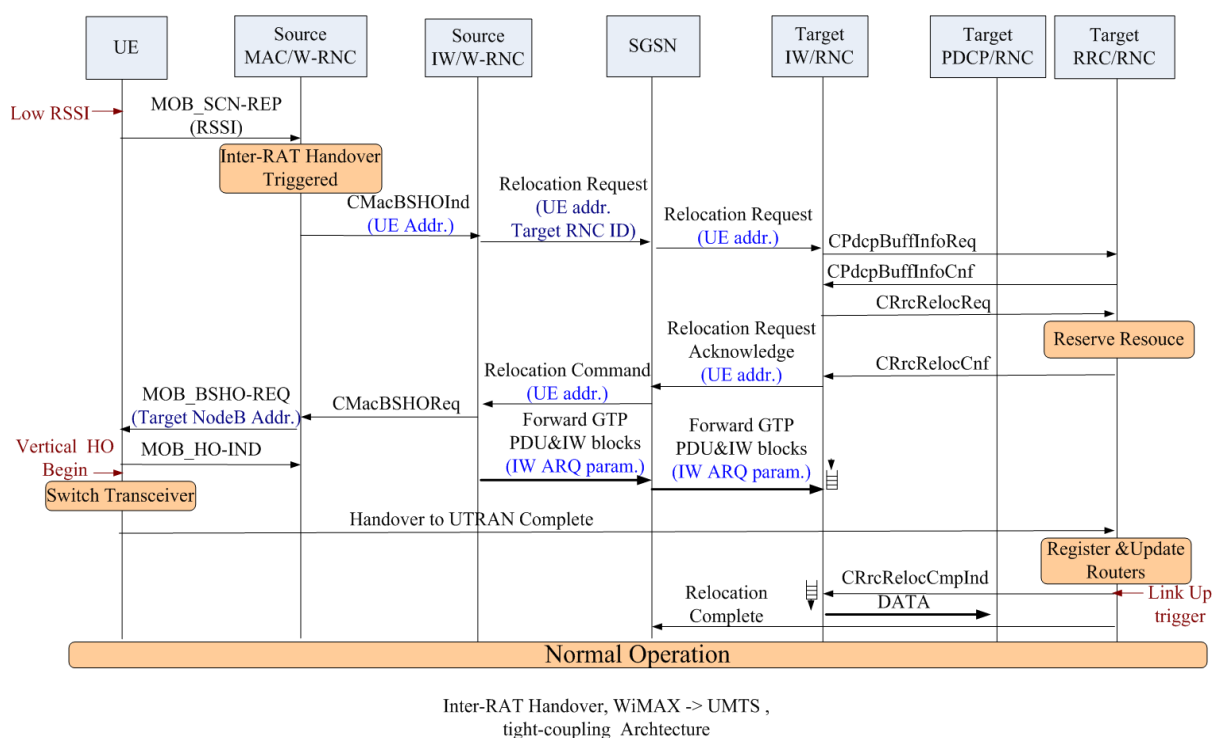 UE
Source
MAC/W-RNC
Source
IW/W-RNC
SGSN
Target
IW/RNC
Target
PDCP/RNC
Target
RRC/RNC
Low RSSI
MOB_SCN-REP
(RSSI)
Inter-RAT Handover
Triggered
CMacBSHOInd
(UE Addr.)
Relocation Request
(UE addr.
Target RNC ID)
Relocation Request
(UE addr.)
CPdcpBuffInfoReq
CPdcpBuffInfoCnf
CRrcRelocReq
Reserve Resouce
Relocation Request
Acknowledge
(UE addr.)
CRrcRelocCnf
Relocation Command
(UE addr.)
CMacBSHOReq
MOB_BSHO-REQ
(Target NodeB Addr.)
Forward GTP
PDU&IW blocks
(IW ARQ param.)
Forward GTP
PDU&IW blocks
(IW ARQ param.)
Vertical HO
Begin
MOB_HO-IND
Switch Transceiver
Handover to UTRAN Complete
Register &Update
Routers
CRrcRelocCmpInd
Link Up
trigger
DATA
Relocation
Complete
Normal Operation
Inter-RAT Handover, WiMAX -> UMTS ,
tight-coupling Archtecture